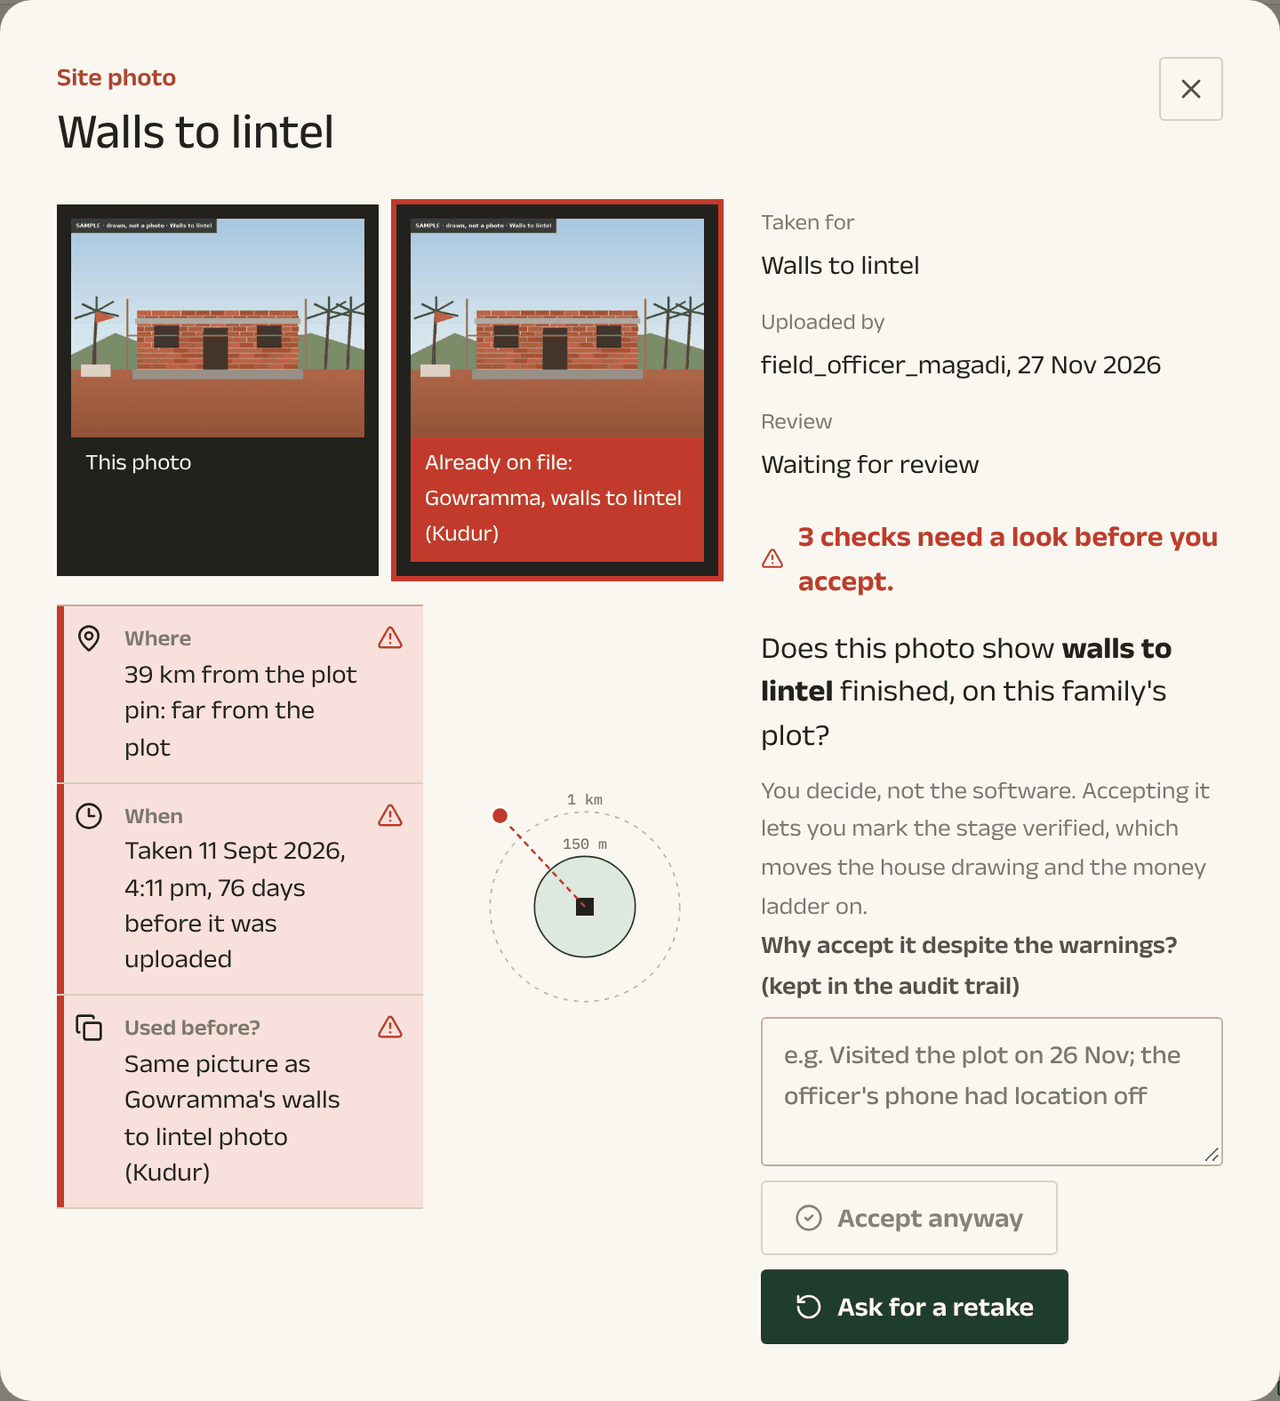 Site photo
Walls to lintel
SAMPLE · drawn, not a photo · Walls to lintel
This photo
SAMPLE · drawn, not a photo · Walls to lintel
Already on file:
Gowramma, walls to lintel
(Kudur)
Where
39 km from the plot
pin: far from the
plot
When
Taken 11 Sept 2026,
4:11 pm, 76 days
before it was
uploaded
Used before?
Same picture as
Gowramma's walls
to lintel photo
(Kudur)
1 km
150 m
Taken for
Walls to lintel
Uploaded by
field_officer_magadi, 27 Nov 2026
Review
Waiting for review
3 checks need a look before you
accept.
Does this photo show walls to
lintel finished, on this family's
plot?
You decide, not the software. Accepting it
lets you mark the stage verified, which
moves the house drawing and the money
ladder on.
Why accept it despite the warnings?
(kept in the audit trail)
e.g. Visited the plot on 26 Nov; the
officer's phone had location off
Accept anyway
Ask for a retake